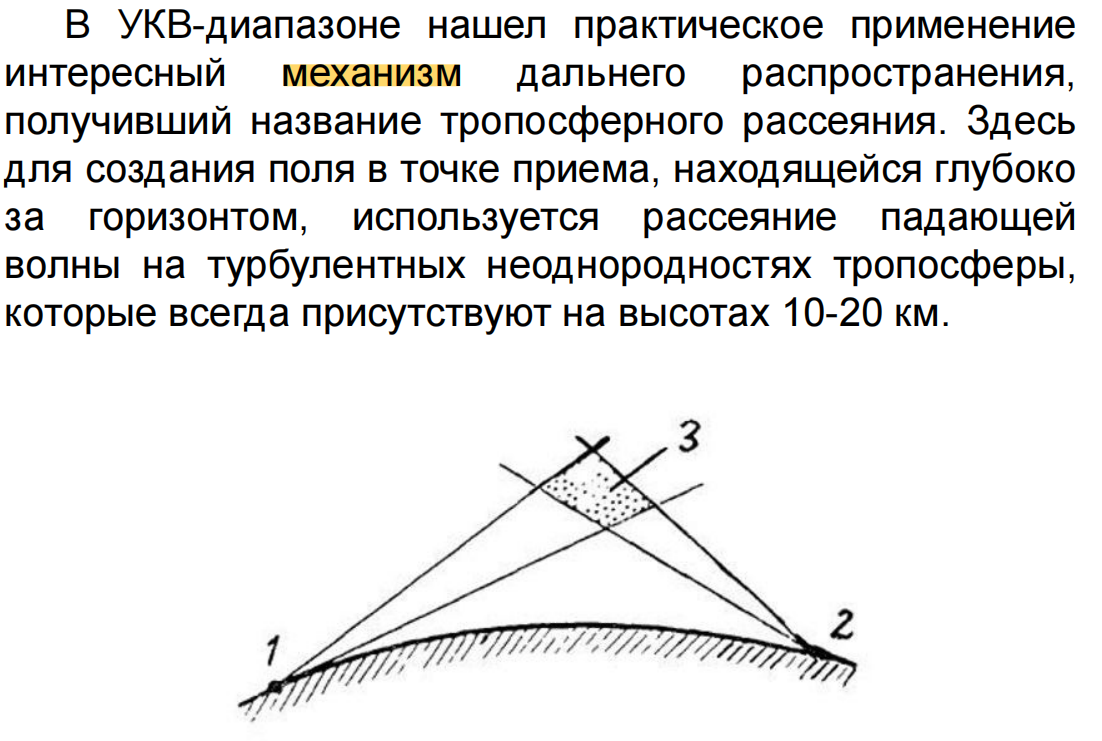 В УКВ-диапазоне нашел практическое применение
интересный механизм дальнего распространения,
получивший название тропосферного рассеяния. Здесь
для создания поля в точке приема, находящейся глубоко
за горизонтом, используется рассеяние падающей
волны на турбулентных неоднородностях тропосферы,
которые всегда присутствуют на высотах 10-20 км.
3
1
2